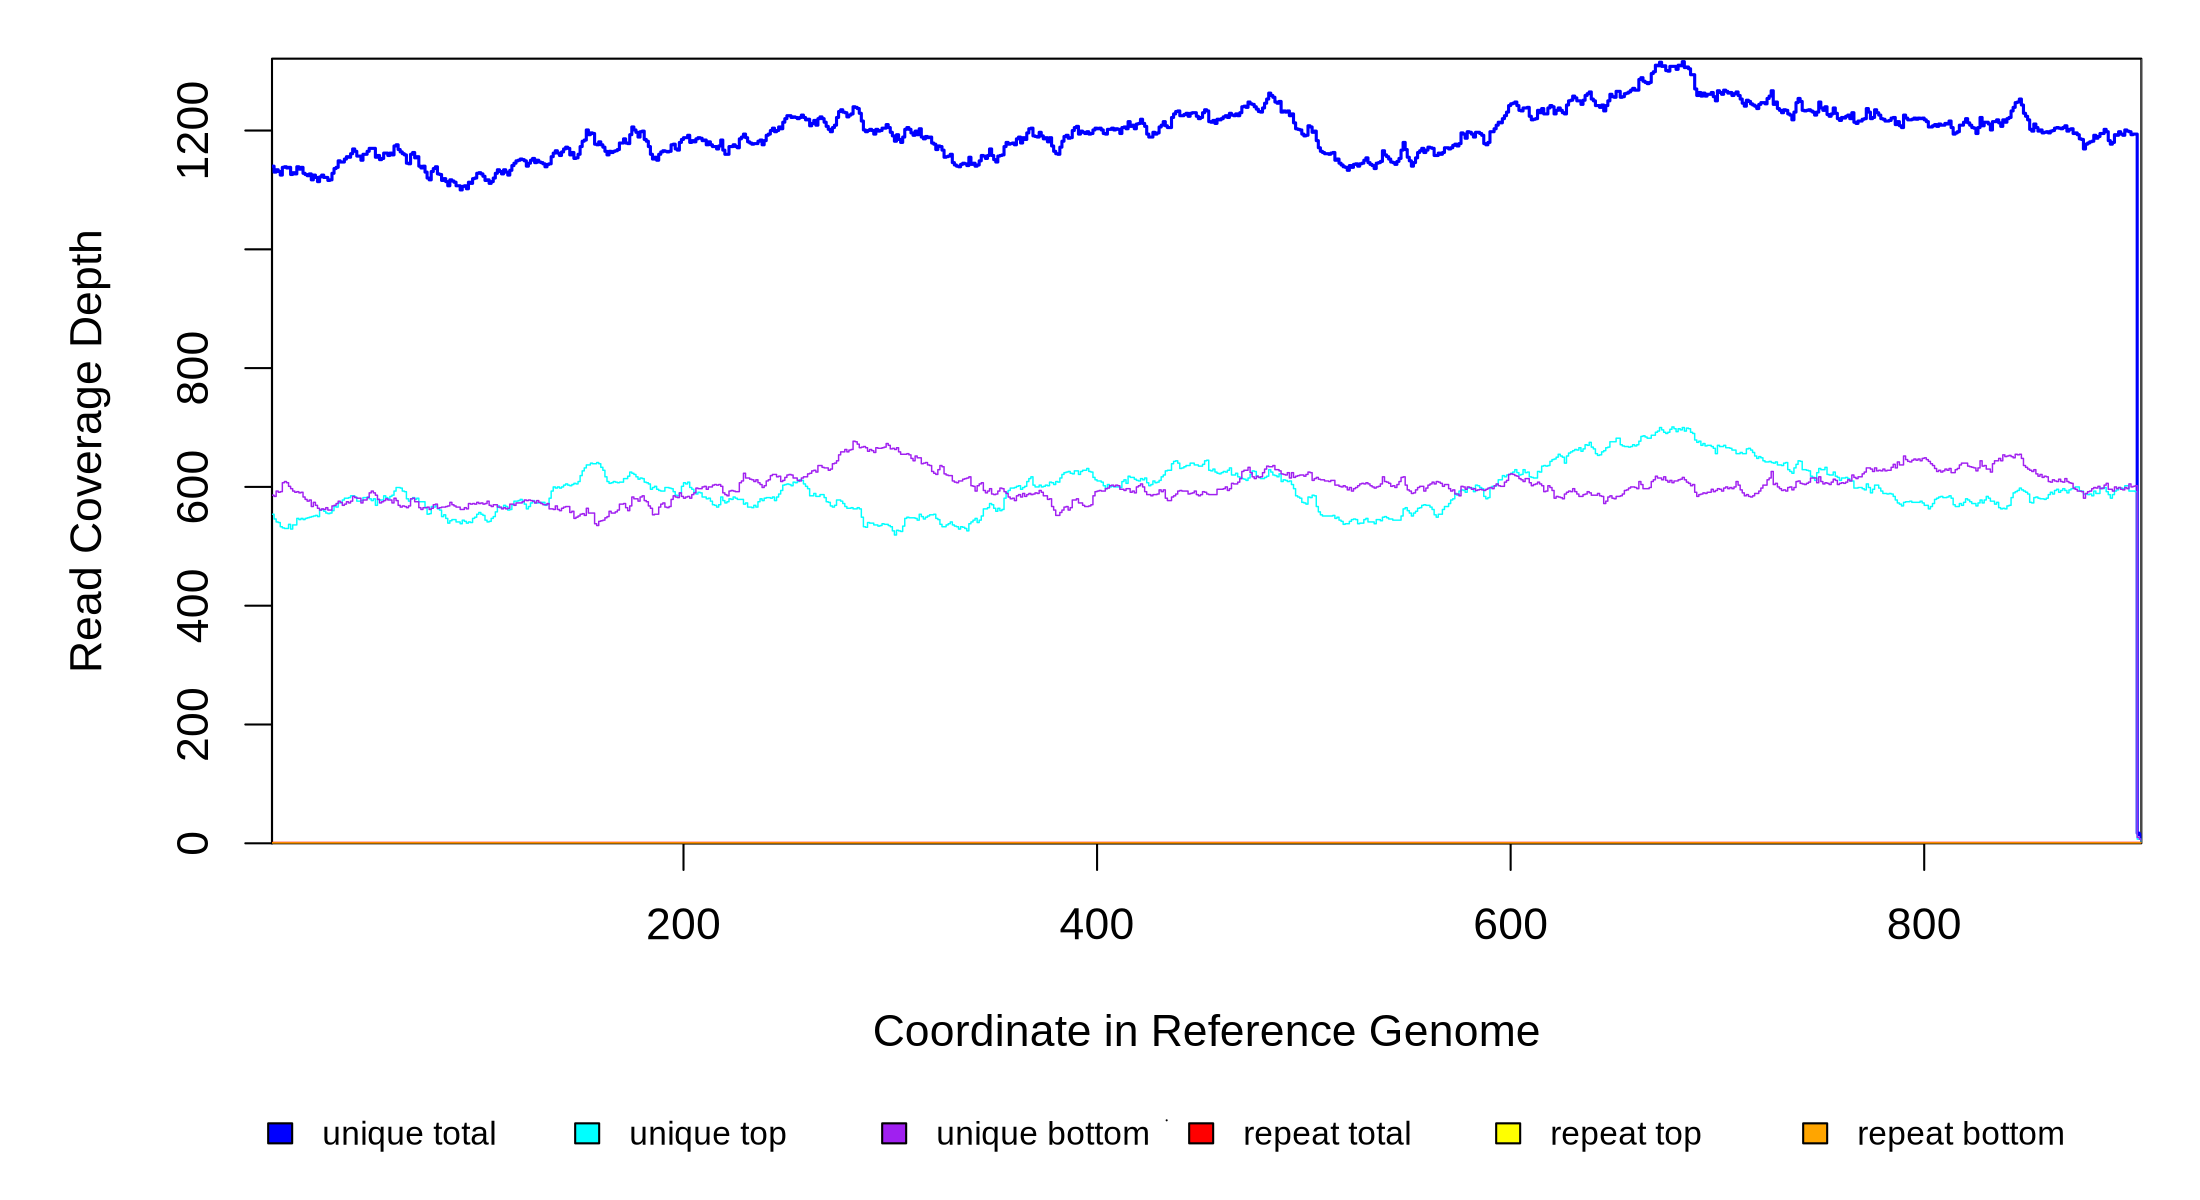 Read Coverage Depth
1200
800
600
400
200
0
200 400 600 800
Coordinate in Reference Genome
unique total unique top unique bottom repeat total repeat top repeat bottom